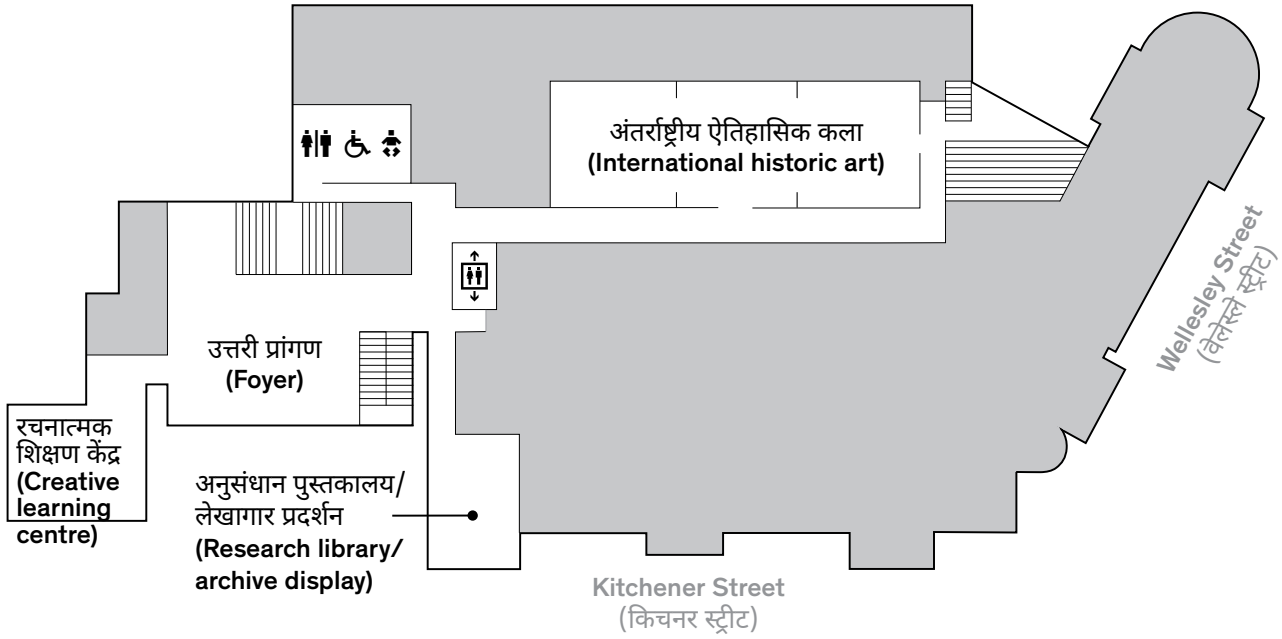 अंतर्राष्ट्रीय ऐतिहासिक कला
(International historic art)
Wellesley Street
(वेलेस्ले स्ट्रीट)
उत्तरी प्रांगण
(Foyer)
रचनात्मक
शिक्षण केंद्र
(Creative
learning
centre)
अनुसंधान पुस्तकालय/
लेखागार प्रदर्शन
(Research library/
archive display)
Kitchener Street
(किचनर स्ट्रीट)